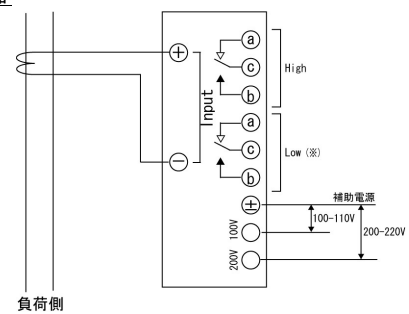 +
−
Input
a
c
b
High
a
c
b
Low (※)
±
補助電源
100V
100-110V
200V
200-220V
負荷側